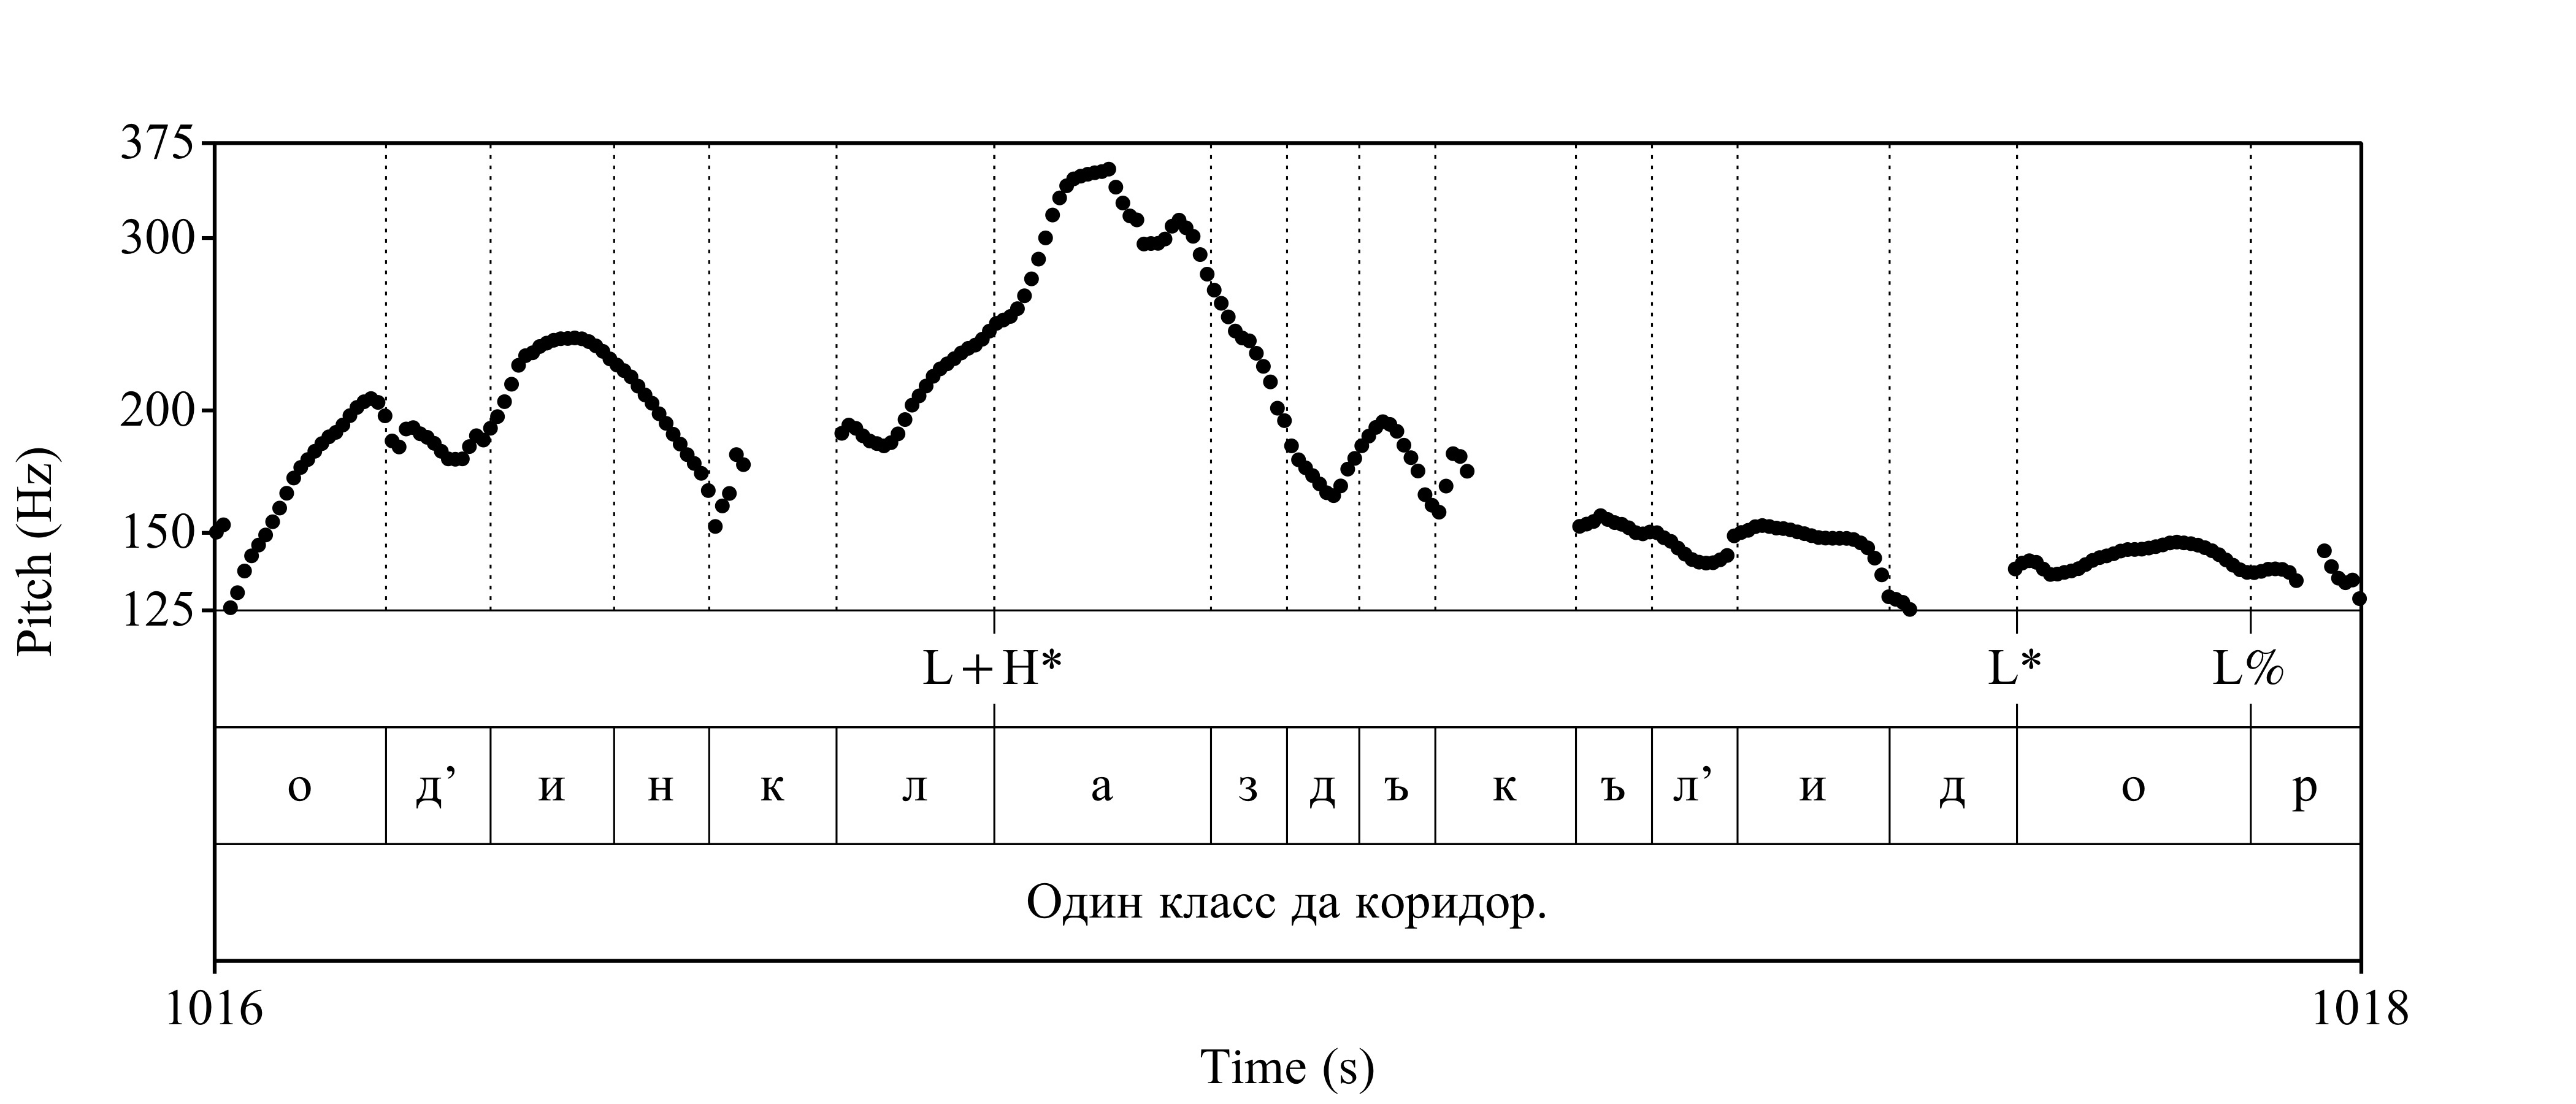 375
300
200
150
125
Pitch (Hz)
L+H* L* L%
о д’ и н к л а з д ъ к ъ л’ и д о р
Один класс да коридор.
1016 1018
Time (s)